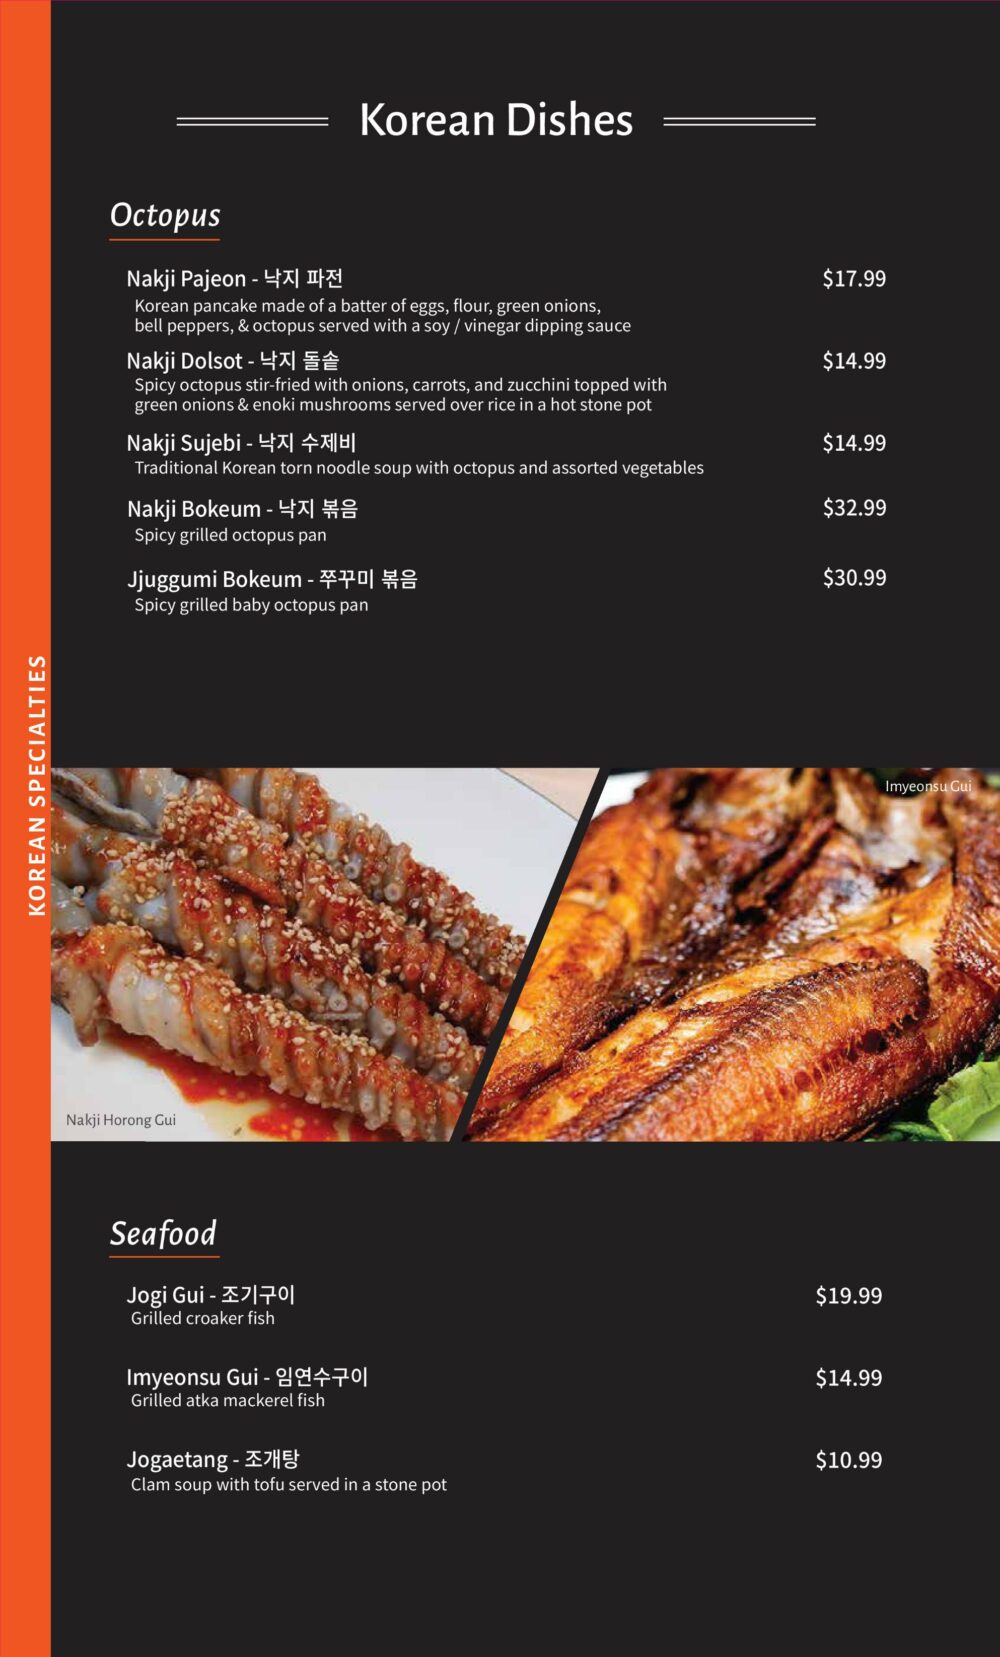 Korean Dishes
Octopus
Nakji Pajeon - 낙지 파전 $17.99
Korean pancake made of a batter of eggs, flour, green onions,
bell peppers, & octopus served with a soy / vinegar dipping sauce
Nakji Dolsot - 낙지 돌솥 $14.99
Spicy octopus stir-fried with onions, carrots, and zucchini topped with
green onions & enoki mushrooms served over rice in a hot stone pot
Nakji Sujebi - 낙지 수제비 $14.99
Traditional Korean torn noodle soup with octopus and assorted vegetables
Nakji Bokeum - 낙지 볶음 $32.99
Spicy grilled octopus pan
Jjuggumi Bokeum - 쭈꾸미 볶음 $30.99
Spicy grilled baby octopus pan
KOREAN SPECIALTIES
Imyeonsu Gui
Nakji Horong Gui
Seafood
Jogi Gui - 조기구이 $19.99
Grilled croaker fish
Imyeonsu Gui - 임연수구이 $14.99
Grilled atka mackerel fish
Jogaetang - 조개탕 $10.99
Clam soup with tofu served in a stone pot